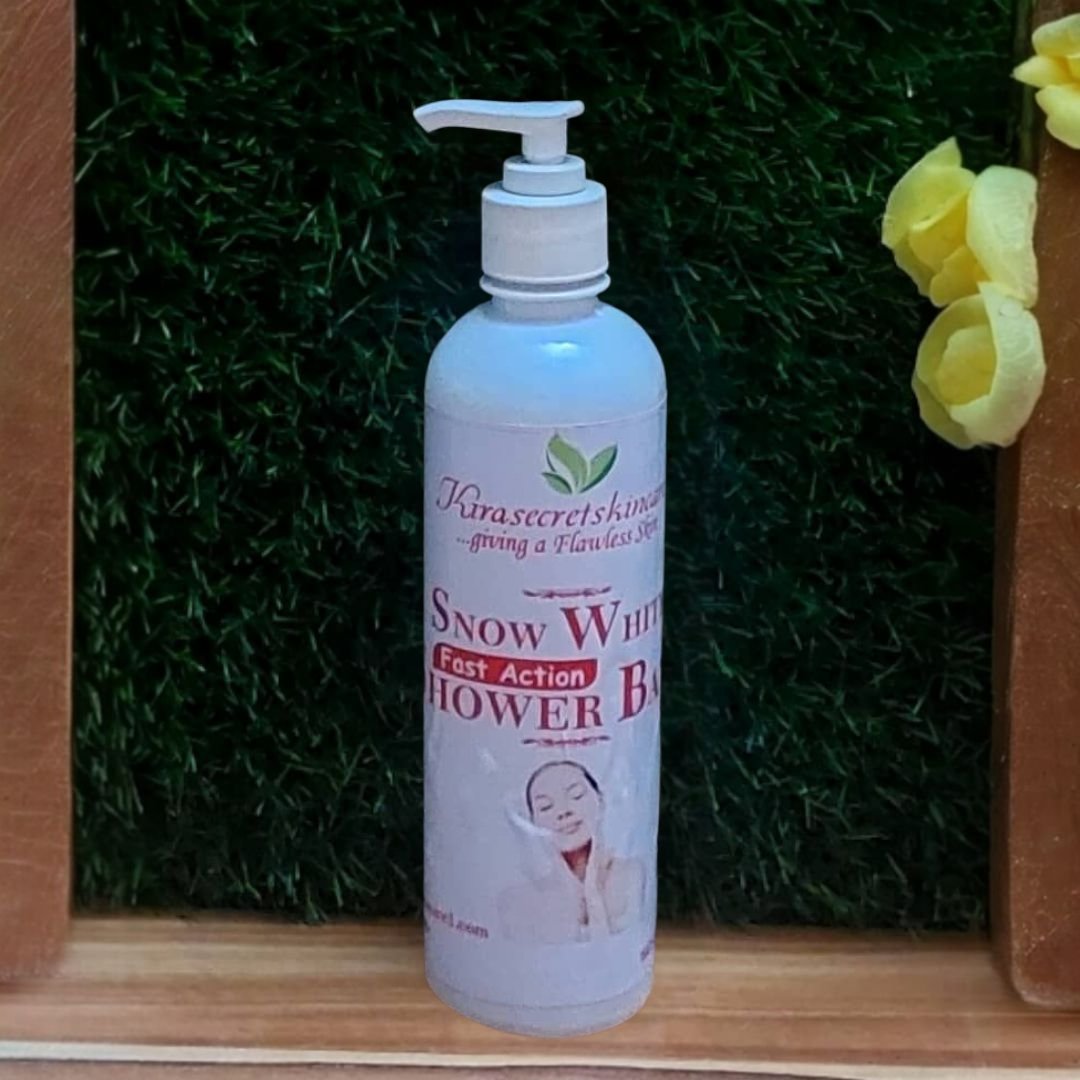 Kirasecretskincar
...giving a Flawless Skin
SNOW WHIT
Fast Action
HOWER BA